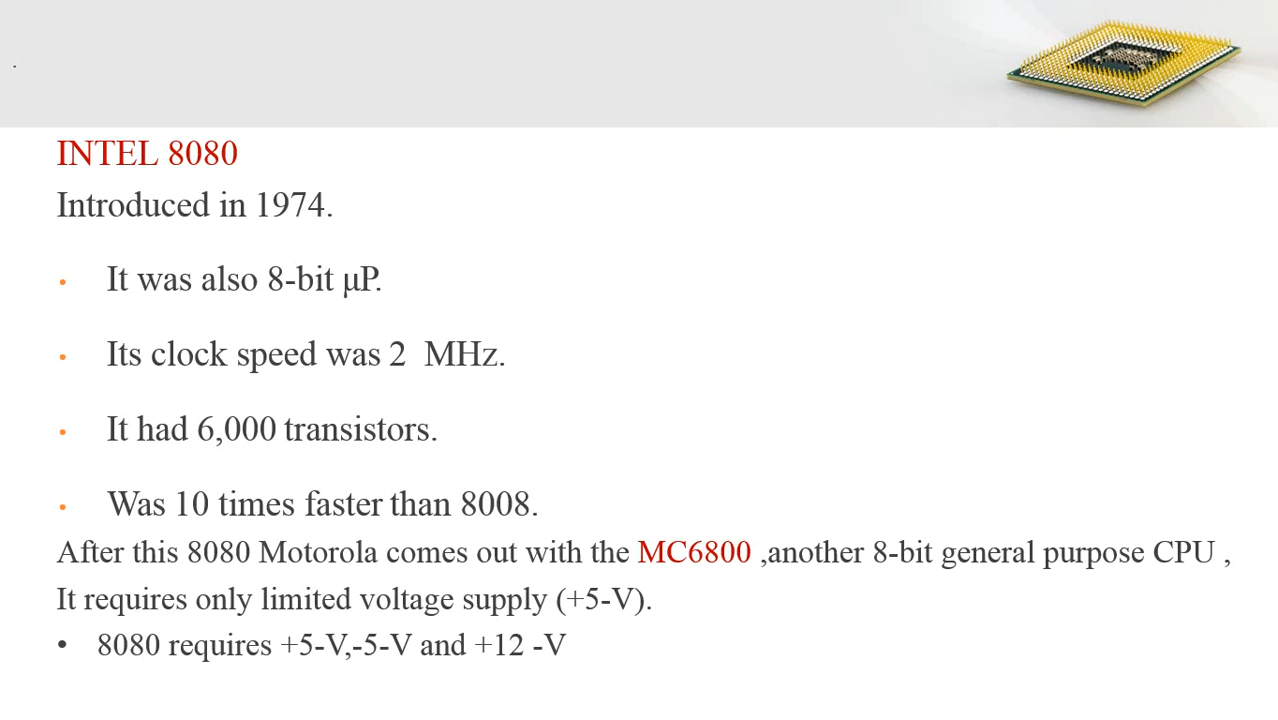 .
INTEL 8080
Introduced in 1974.
• It was also 8-bit µP.
• Its clock speed was 2  MHz.
• It had 6,000 transistors.
• Was 10 times faster than 8008.
After this 8080 Motorola comes out with the MC6800 ,another 8-bit general purpose CPU ,
It requires only limited voltage supply (+5-V).
• 8080 requires +5-V,-5-V and +12 -V